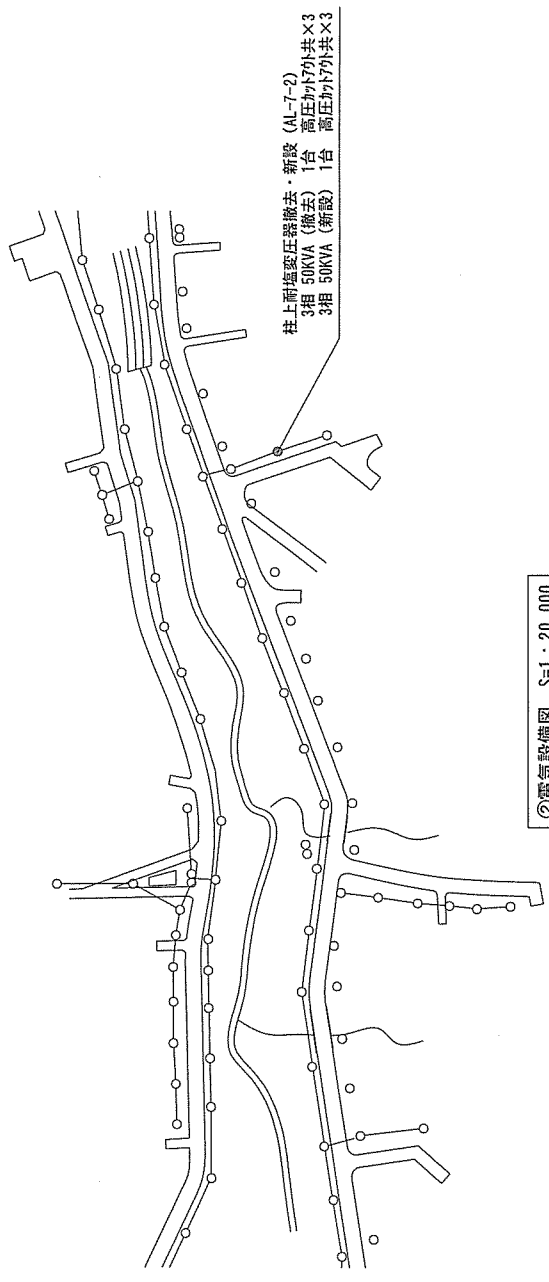 柱上耐塩変圧器撤去・新設 (AL-7-2)
3相 50KVA (撤去) 1台 高圧カットアウト共×3
3相 50KVA (新設) 1台 高圧カットアウト共×3
②電気設備図 S=1:20,000